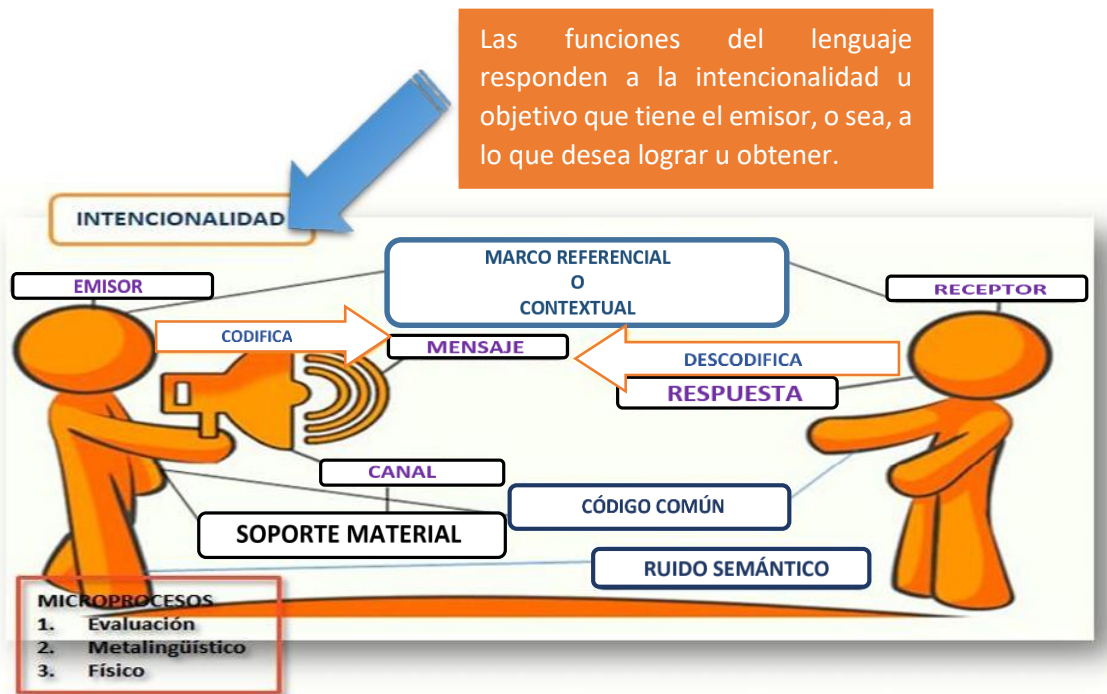 Las funciones del lenguaje
responden a la intencionalidad u
objetivo que tiene el emisor, o sea, a
lo que desea lograr u obtener.
INTENCIONALIDAD
MARCO REFERENCIAL
O
CONTEXTUAL
EMISOR
RECEPTOR
CODIFICA
MENSAJE
DESCODIFICA
RESPUESTA
CANAL
CÓDIGO COMÚN
SOPORTE MATERIAL
RUIDO SEMÁNTICO
MICROPROCESOS
1. Evaluación
2. Metalingüístico
3. Físico